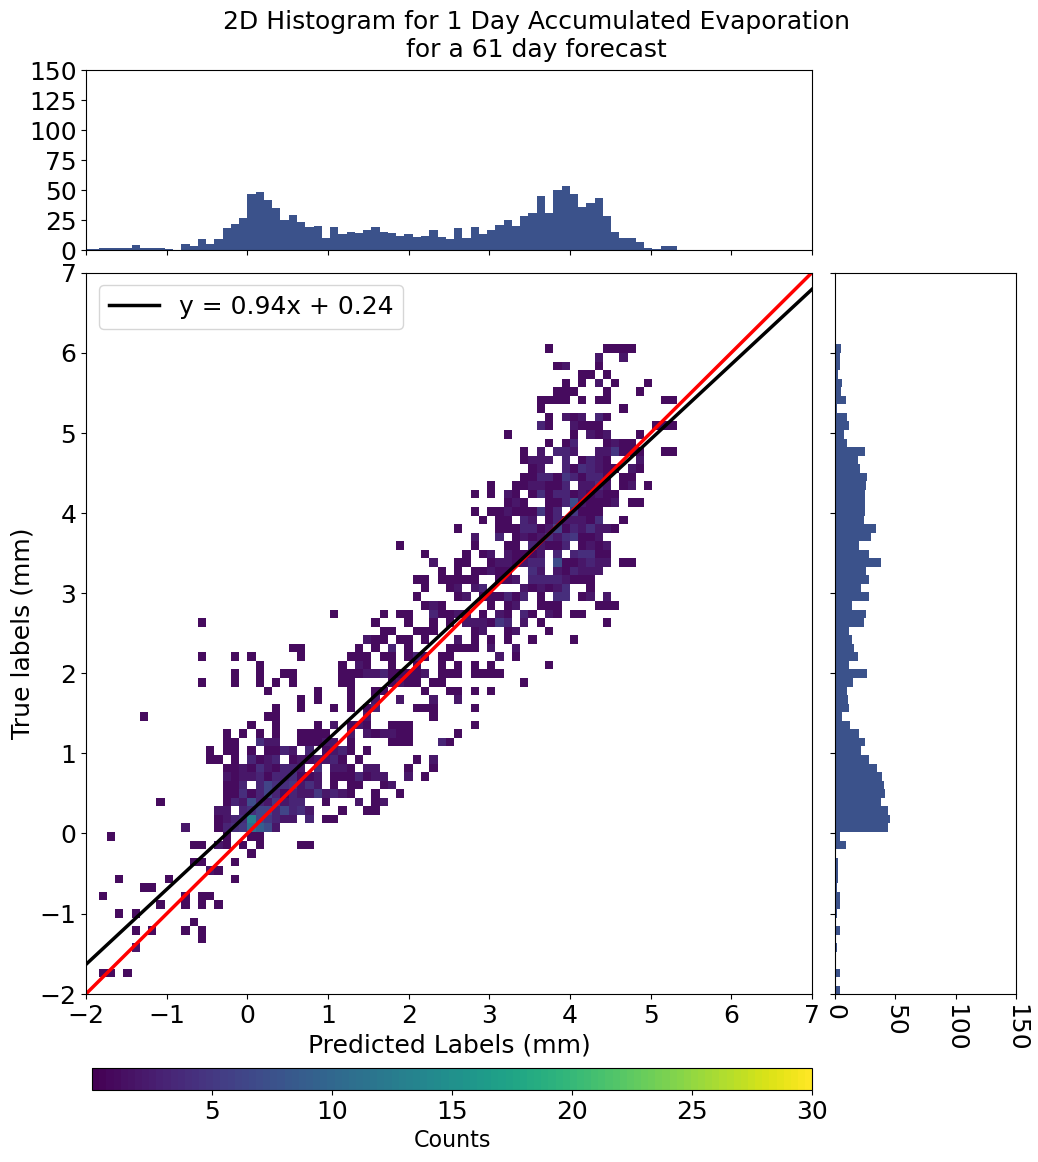 2D Histogram for 1 Day Accumulated Evaporation
for a 61 day forecast
150
125
100
75
50
25
0
7
6
5
4
3
2
1
0
−1
−2
True labels (mm)
y = 0.94x + 0.24
−2 −1 0 1 2 3 4 5 6 7
Predicted Labels (mm)
0 50 100 150
5 10 15 20 25 30
Counts